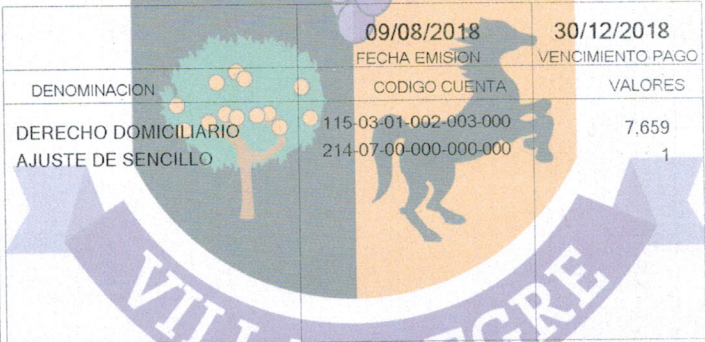 09/08/2018 30/12/2018
FECHA EMISION VENCIMIENTO PAGO
DENOMINACION CODIGO CUENTA VALORES
DERECHO DOMICILIARIO 115-03-01-002-003-000 7.659
AJUSTE DE SENCILLO 214-07-00-000-000-000 1